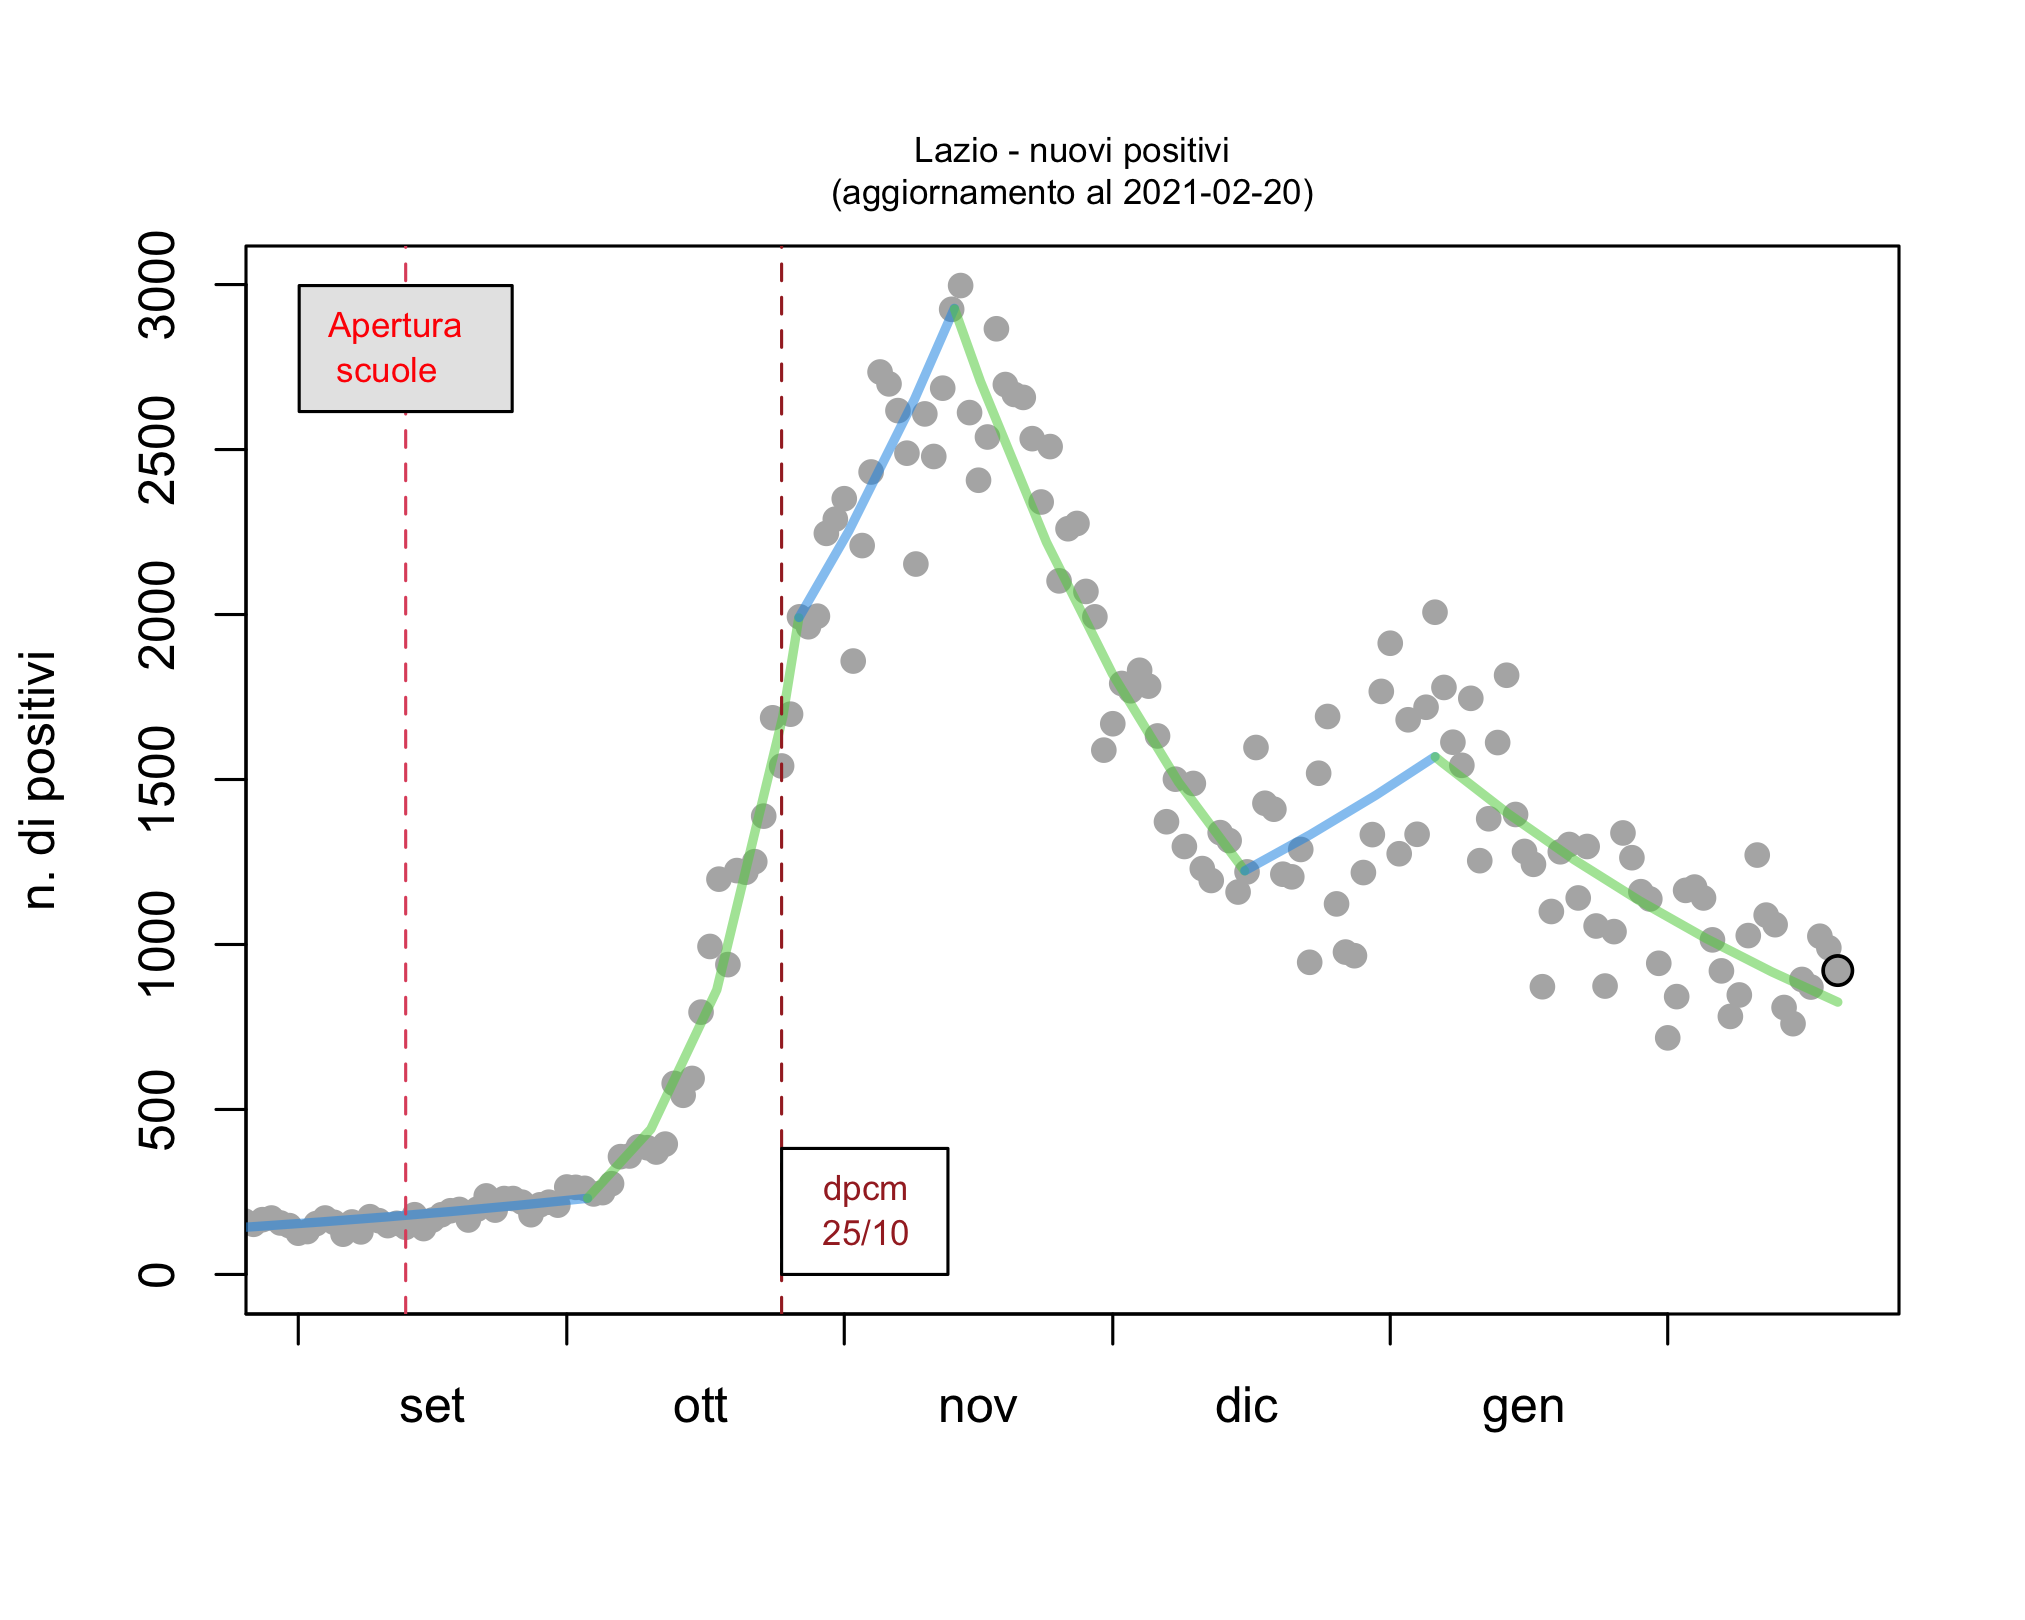 Lazio - nuovi positivi
(aggiornamento al 2021-02-20)
n. di positivi
3000
2500
2000
1500
1000
500
0
Apertura
scuole
dpcm
25/10
set
ott
nov
dic
gen